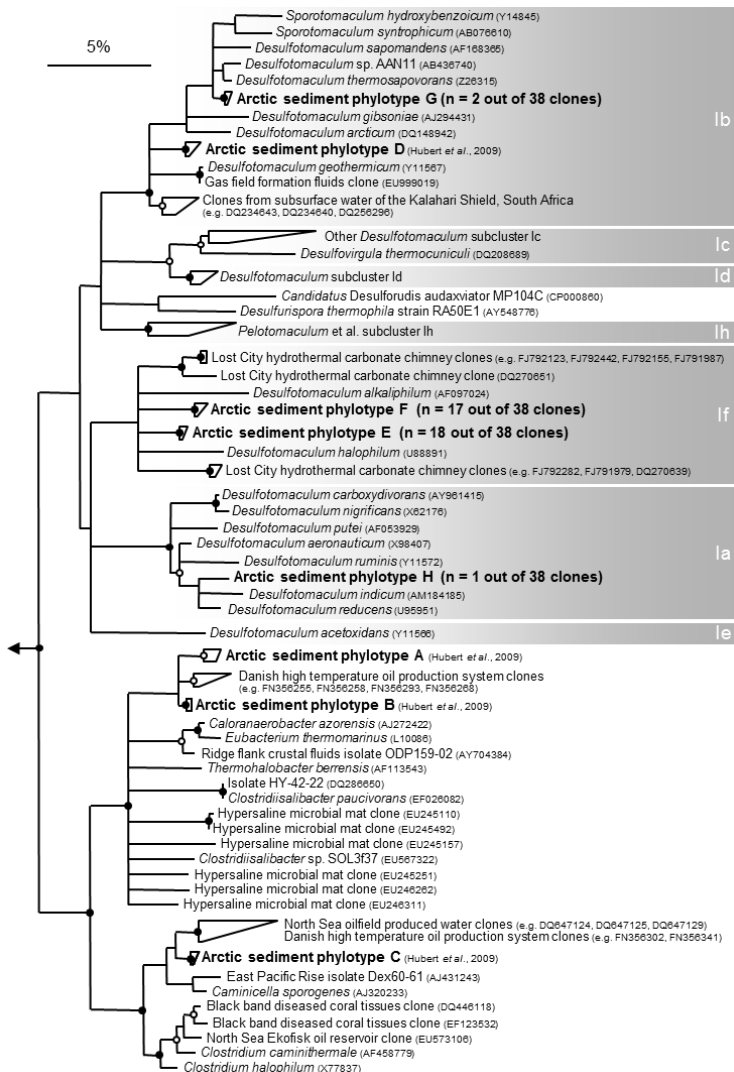 Sporotomaculum hydroxybenzoicum (Y14845)
Sporotomaculum syntrophicum (AB076610)
5%
Desulfotomaculum sapomandens (AF168365)
Desulfotomaculum sp. AAN11 (AB436740)
Desulfotomaculum thermosapovorans (Z26315)
Arctic sediment phylotype G (n = 2 out of 38 clones)
Ib
Desulfotomaculum gibsoniae (AJ294431)
Desulfotomaculum arcticum (DQ148942)
Arctic sediment phylotype D (Hubert et al., 2009)
Desulfotomaculum geothermicum (Y11567)
Gas field formation fluids clone (EU999019)
Clones from subsurface water of the Kalahari Shield, South Africa
(e.g. DQ234643, DQ234640, DQ256296)
Other Desulfotomaculum subcluster Ic
Ic
Desulfovirgula thermocuniculi (DQ208689)
Desulfotomaculum subcluster Id
Id
Candidatus Desulforudis audaxviator MP104C (CP000860)
Desulfurispora thermophila strain RA50E1 (AY548776)
Pelotomaculum et al. subcluster Ih
Ih
Lost City hydrothermal carbonate chimney clones (e.g. FJ792123, FJ792442, FJ792155, FJ791987)
Lost City hydrothermal carbonate chimney clone (DQ270651)
Desulfotomaculum alkaliphilum (AF097024)
Arctic sediment phylotype F (n = 17 out of 38 clones)
If
Arctic sediment phylotype E (n = 18 out of 38 clones)
Desulfotomaculum halophilum (U88891)
Lost City hydrothermal carbonate chimney clones (e.g. FJ792282, FJ791979, DQ270639)
Desulfotomaculum carboxydivorans (AY961415)
Desulfotomaculum nigrificans (X62176)
Desulfotomaculum putei (AF053929)
Desulfotomaculum aeronauticum (X98407)
Ia
Desulfotomaculum ruminis (Y11572)
Arctic sediment phylotype H (n = 1 out of 38 clones)
Desulfotomaculum indicum (AM184185)
Desulfotomaculum reducens (U95951)
Desulfotomaculum acetoxidans (Y11566)
Ie
Arctic sediment phylotype A (Hubert et al., 2009)
Danish high temperature oil production system clones
(e.g. FN356255, FN356258, FN356293, FN356268)
Arctic sediment phylotype B (Hubert et al., 2009)
Caloranaerobacter azorensis (AJ272422)
Eubacterium thermomarinus (L10086)
Ridge flank crustal fluids isolate ODP159-02 (AY704384)
Thermohalobacter berrensis (AF113543)
Isolate HY-42-22 (DQ286650)
Clostridiisalibacter paucivorans (EF026082)
Hypersaline microbial mat clone (EU245110)
Hypersaline microbial mat clone (EU245492)
Hypersaline microbial mat clone (EU245157)
Clostridiisalibacter sp. SOL3f37 (EU567322)
Hypersaline microbial mat clone (EU245251)
Hypersaline microbial mat clone (EU246262)
Hypersaline microbial mat clone (EU246311)
North Sea oilfield produced water clones (e.g. DQ647124, DQ647125, DQ647129)
Danish high temperature oil production system clones (e.g. FN356302, FN356341)
Arctic sediment phylotype C (Hubert et al., 2009)
East Pacific Rise isolate Dex60-61 (AJ431243)
Caminicella sporogenes (AJ320233)
Black band diseased coral tissues clone (DQ446118)
Black band diseased coral tissues clone (EF123532)
North Sea Ekofisk oil reservoir clone (EU573106)
Clostridium caminithermale (AF458779)
Clostridium halophilum (X77837)